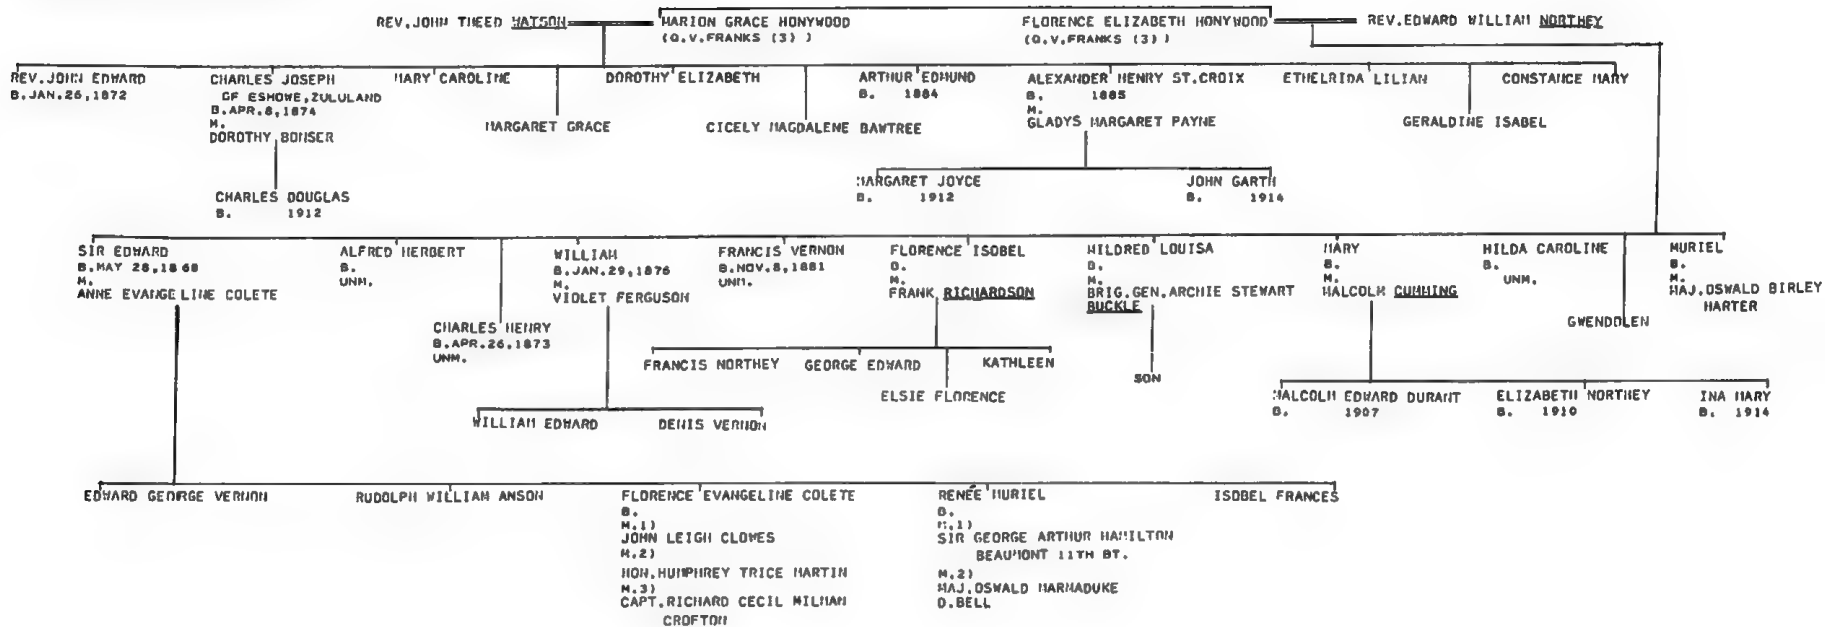 REV.JOHN THEED WATSON MARION GRACE HONYWOOD FLORENCE ELIZABETH HONYWOOD REV.EDWARD WILLIAM NORTHEY
(Q.V.FRANKS (3) ) (Q.V.FRANKS (3) )
REV.JOHN EDWARD
B.JAN.26,1872
CHARLES JOSEPH
OF ESHOWE,ZULULAND
B.APR.8,1874
M.
DOROTHY BONSER
MARY CAROLINE
MARGARET GRACE
DOROTHY ELIZABETH
CICELY MAGDALENE BAWTREE
ARTHUR EDMUND
B. 1884
ALEXANDER HENRY ST.CROIX
B. 1885
M.
GLADYS MARGARET PAYNE
ETHELRIDA LILIAN
GERALDINE ISABEL
CONSTANCE MARY
CHARLES DOUGLAS
B. 1912
MARGARET JOYCE
B. 1912
JOHN GARTH
B. 1914
SIR EDWARD
B.MAY 28,1868
M.
ANNE EVANGELINE COLETE
ALFRED HERBERT
B.
UNM.
CHARLES HENRY
B.APR.26,1873
UNM.
WILLIAM
B.JAN.29,1876
M.
VIOLET FERGUSON
FRANCIS VERNON
B.NOV.8,1881
UNM.
FLORENCE ISOBEL
B.
M.
FRANK RICHARDSON
MILDRED LOUISA
B.
M.
BRIG.GEN.ARCHIE STEWART
BUCKLE
MARY
B.
M.
MALCOLM CUMMING
HILDA CAROLINE
B.
UNM.
GWENDOLEN
MURIEL
B.
M.
MAJ.OSWALD BIRLEY
HARTER
FRANCIS NORTHEY
GEORGE EDWARD
ELSIE FLORENCE
KATHLEEN
SON
MALCOLM EDWARD DURANT
B. 1907
ELIZABETH NORTHEY
B. 1910
INA MARY
B. 1914
WILLIAM EDWARD
DENIS VERNON
EDWARD GEORGE VERNON
RUDOLPH WILLIAM ANSON
FLORENCE EVANGELINE COLETE
B.
M.1)
JOHN LEIGH CLOWES
M.2)
HON.HUMPHREY TRICE MARTIN
M.3)
CAPT.RICHARD CECIL MILMAN
CROFTON
RENÉE MURIEL
B.
M.1)
SIR GEORGE ARTHUR HAMILTON
BEAUMONT 11TH BT.
M.2)
MAJ.OSWALD MARMADUKE
D.BELL
ISOBEL FRANCES